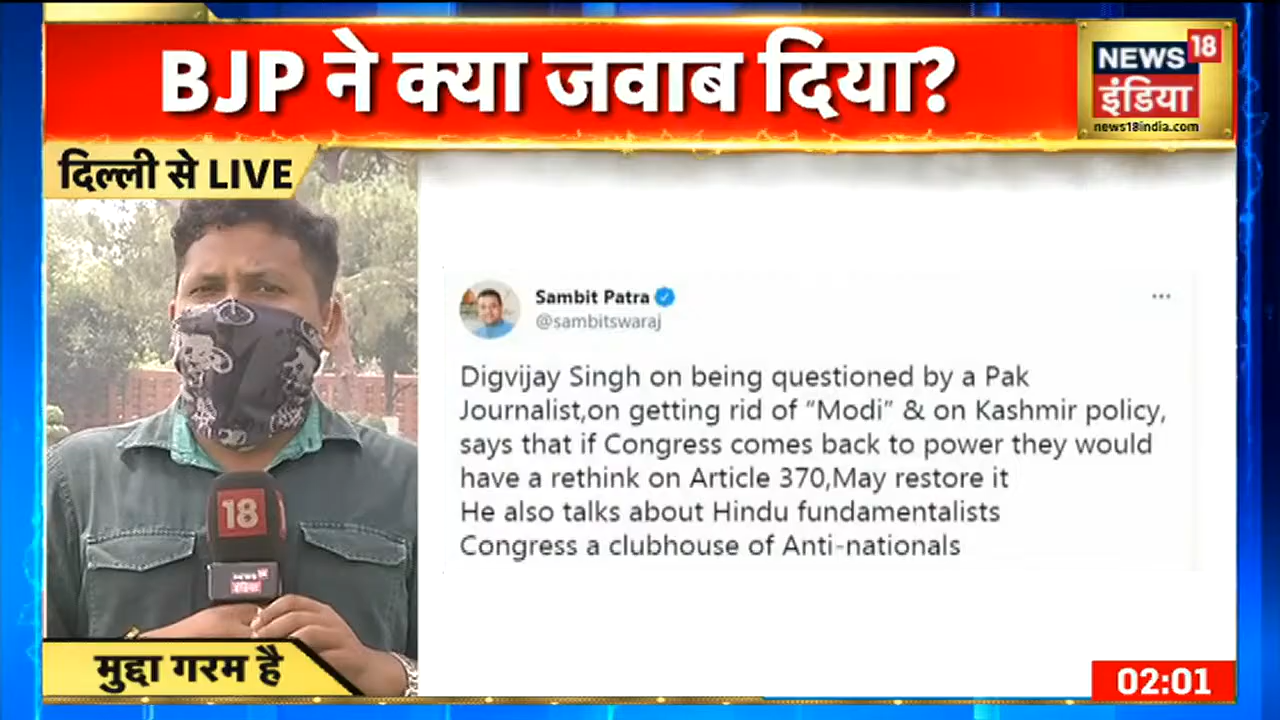 BJP ने क्या जवाब दिया?
NEWS 18
इंडिया
news18india.com
दिल्ली से LIVE
Sambit Patra
@sambitswaraj
Digvijay Singh on being questioned by a Pak
Journalist,on getting rid of “Modi” & on Kashmir policy,
says that if Congress comes back to power they would
have a rethink on Article 370,May restore it
He also talks about Hindu fundamentalists
Congress a clubhouse of Anti-nationals
18
NEWS 18
इंडिया
मुद्दा गरम है
02:01